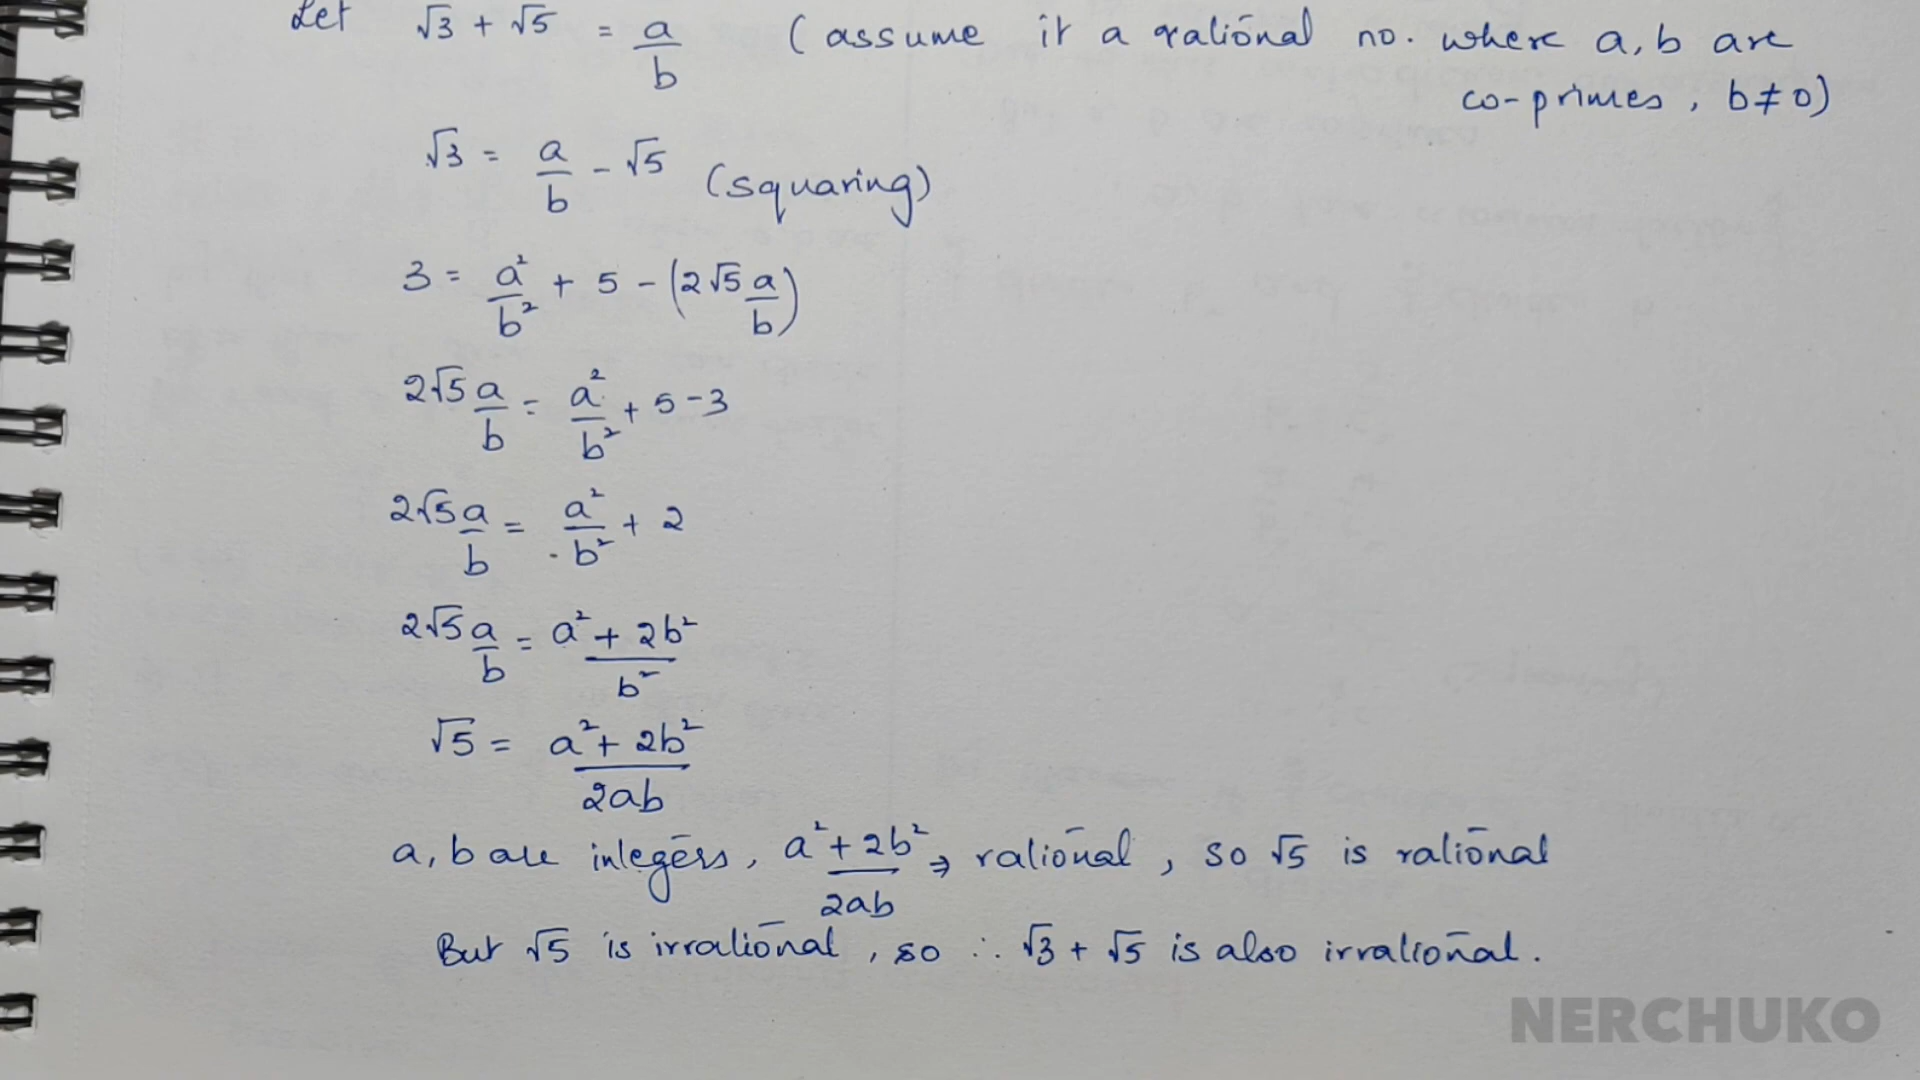 Let √3 + √5 = a/b (assume it a rational no. where a, b are
co-primes, b≠0)
√3 = a/b - √5 (squaring)
3 = a²/b² + 5 - (2√5 a/b)
2√5 a/b = a²/b² + 5-3
2√5 a/b = a²/b² + 2
2√5 a/b = a² + 2b²/b²
√5 = a² + 2b²/2ab
a, b are integers, a² + 2b²/2ab ⇒ rational, so √5 is rational
But √5 is irrational, so ∴ √3 + √5 is also irrational.
NERCHUKO